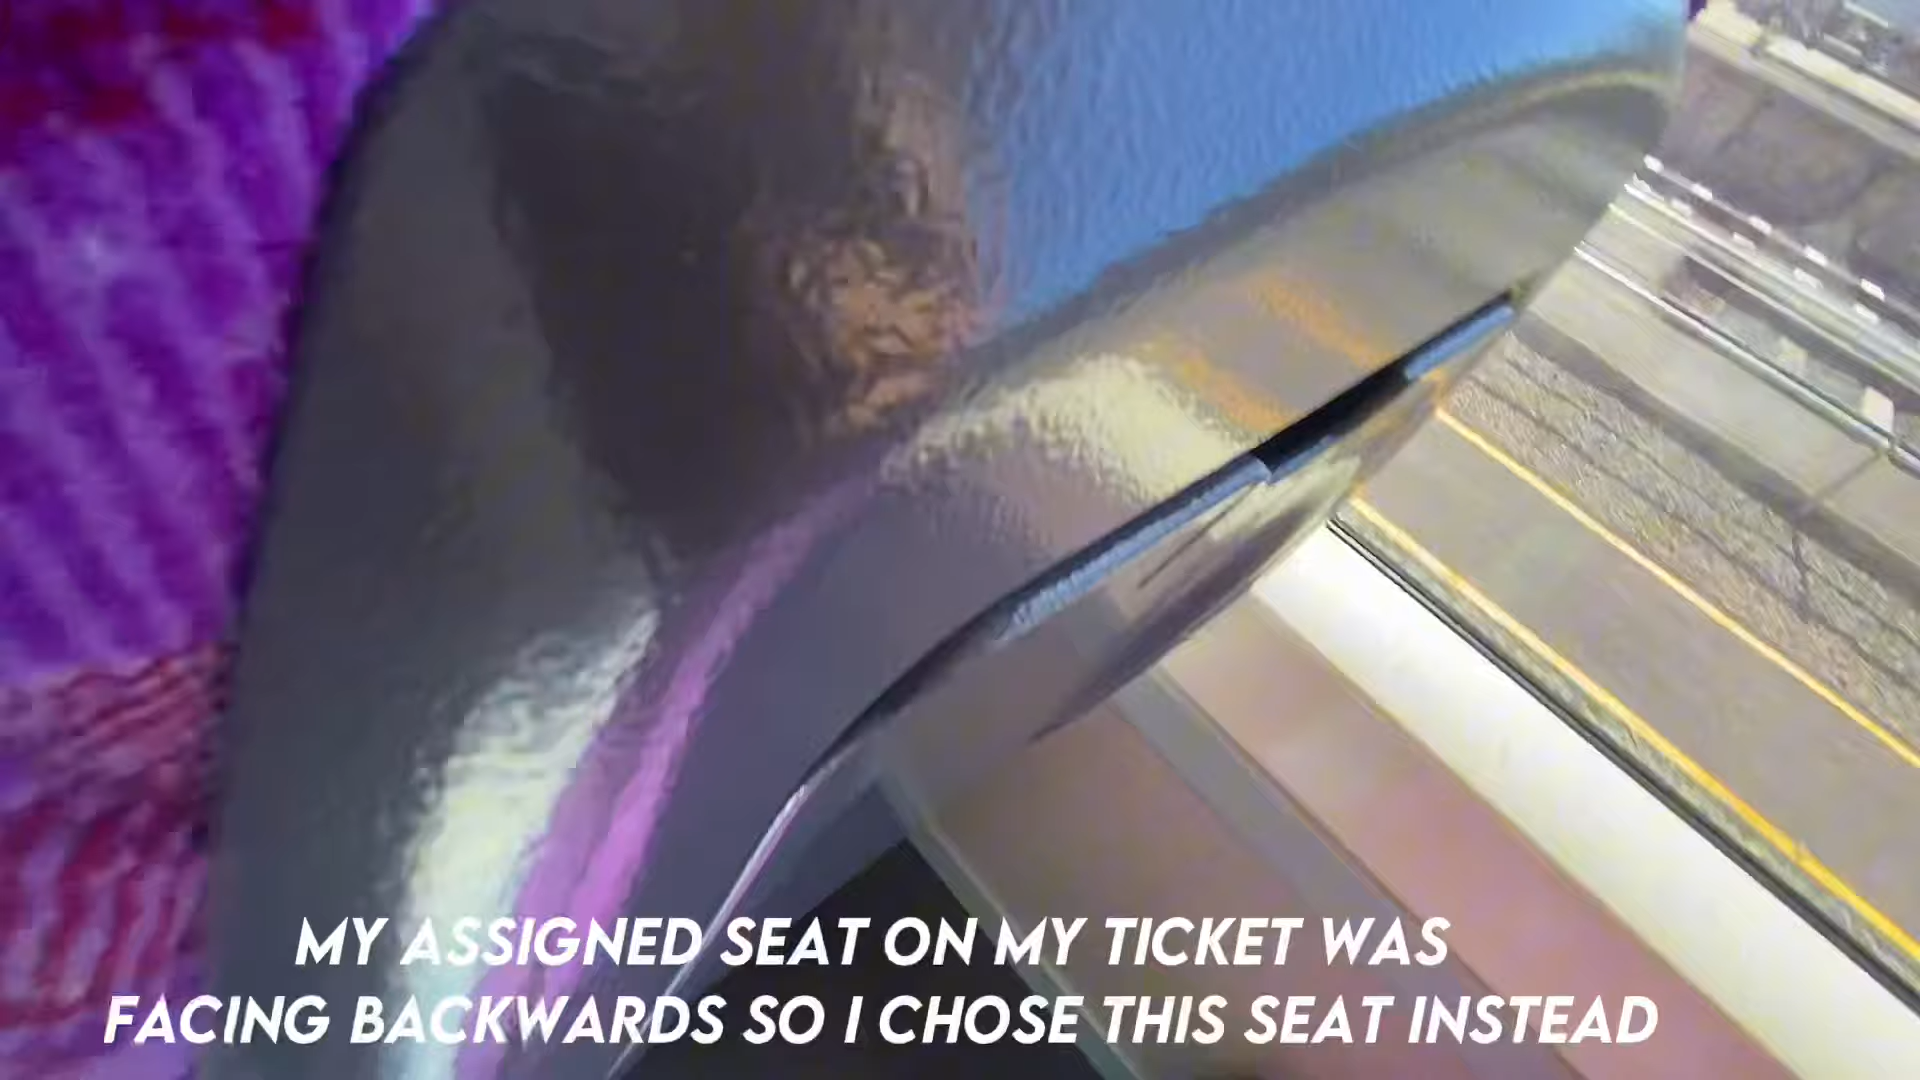 MY ASSIGNED SEAT ON MY TICKET WAS
FACING BACKWARDS SO I CHOSE THIS SEAT INSTEAD